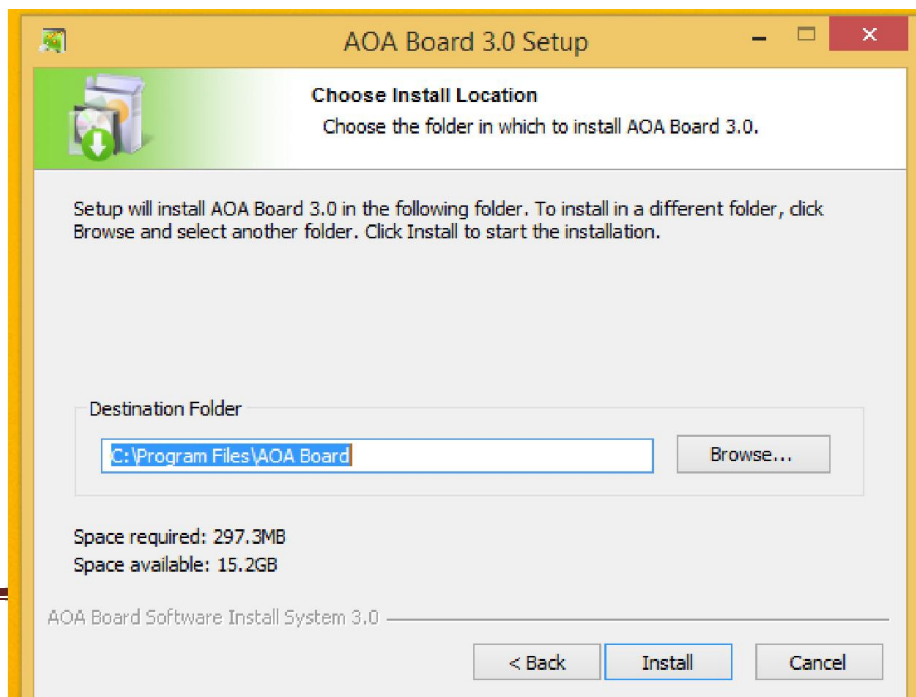 AOA Board 3.0 Setup
Choose Install Location
Choose the folder in which to install AOA Board 3.0.
Setup will install AOA Board 3.0 in the following folder. To install in a different folder, click
Browse and select another folder. Click Install to start the installation.
Destination Folder
C:\Program Files\AOA Board
Browse...
Space required: 297.3MB
Space available: 15.2GB
AOA Board Software Install System 3.0
< Back
Install
Cancel